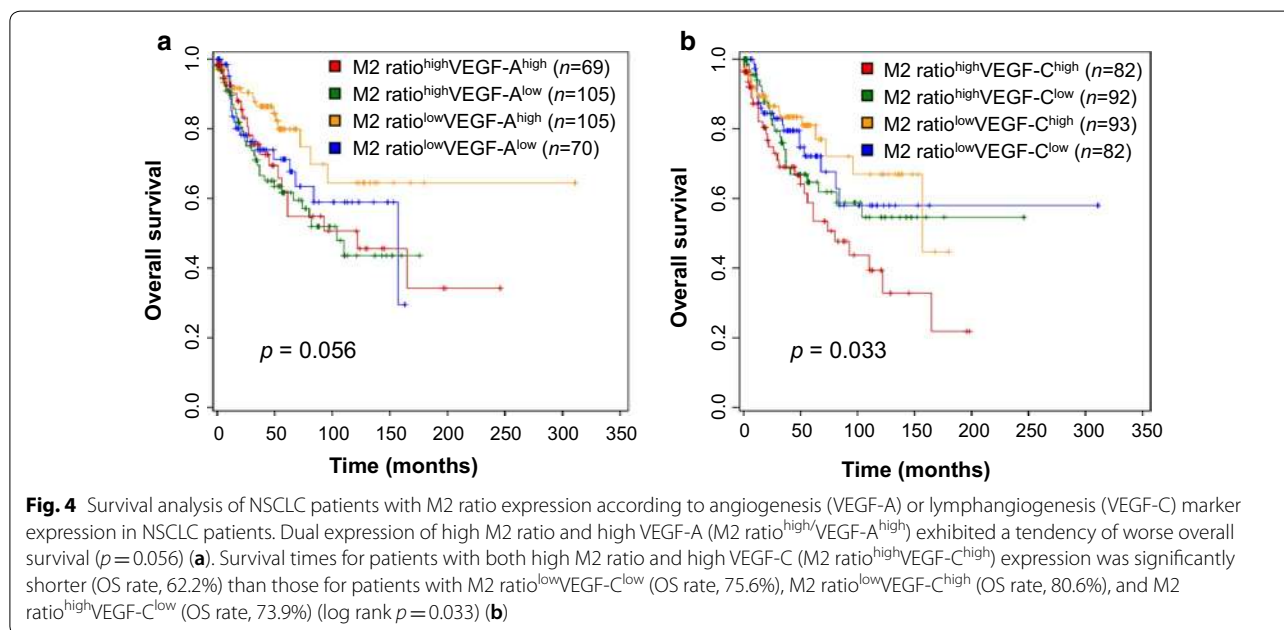 a
M2 ratiohighVEGF-Ahigh (n=69)
M2 ratiohighVEGF-Alow (n=105)
M2 ratiolowVEGF-Ahigh (n=105)
M2 ratiolowVEGF-Alow (n=70)
Overall survival
1.0
0.8
0.6
0.4
0.2
0.0
p = 0.056
0 50 100 150 200 250 300 350
Time (months)
b
M2 ratiohighVEGF-Chigh (n=82)
M2 ratiohighVEGF-Clow (n=92)
M2 ratiolowVEGF-Chigh (n=93)
M2 ratiolowVEGF-Clow (n=82)
Overall survival
1.0
0.8
0.6
0.4
0.2
0.0
p = 0.033
0 50 100 150 200 250 300 350
Time (months)
Fig. 4 Survival analysis of NSCLC patients with M2 ratio expression according to angiogenesis (VEGF-A) or lymphangiogenesis (VEGF-C) marker
expression in NSCLC patients. Dual expression of high M2 ratio and high VEGF-A (M2 ratiohigh/VEGF-Ahigh) exhibited a tendency of worse overall
survival (p = 0.056) (a). Survival times for patients with both high M2 ratio and high VEGF-C (M2 ratiohighVEGF-Chigh) expression was significantly
shorter (OS rate, 62.2%) than those for patients with M2 ratiolowVEGF-Clow (OS rate, 75.6%), M2 ratiolowVEGF-Chigh (OS rate, 80.6%), and M2
ratiohighVEGF-Clow (OS rate, 73.9%) (log rank p = 0.033) (b)